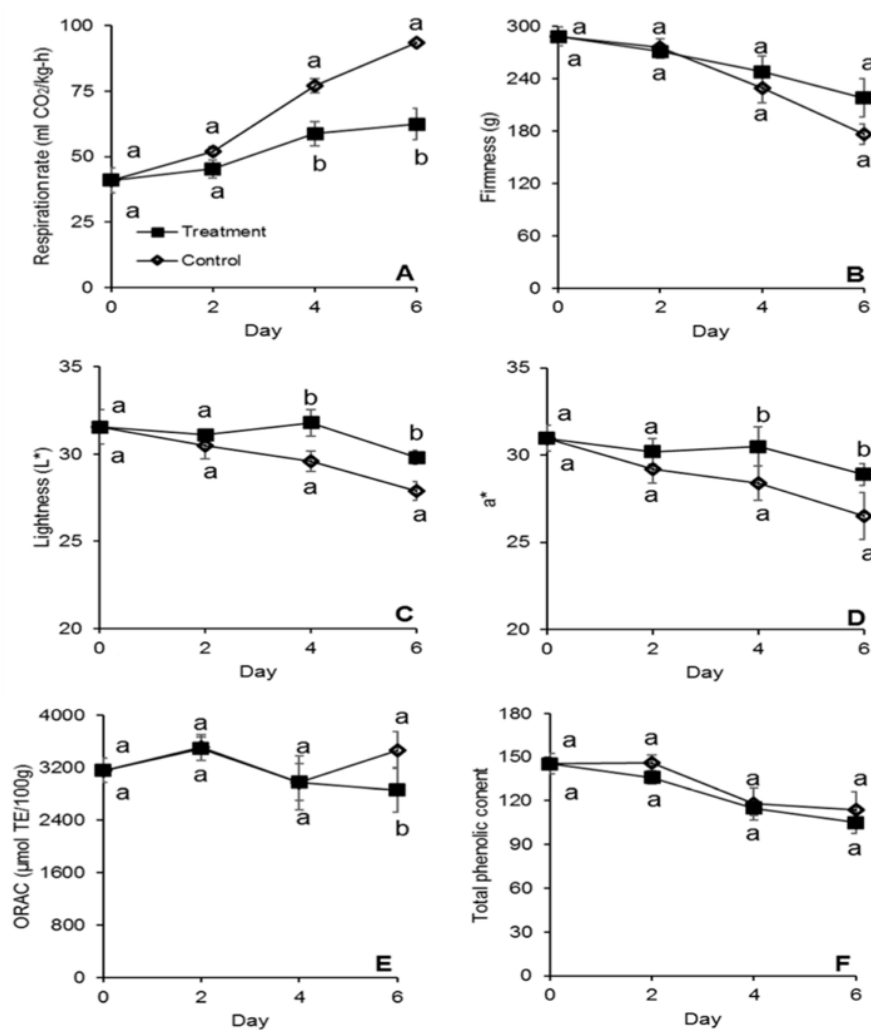 Respiration rate (ml CO2/kg-h)
100
75
50
25
0
a
a
a
a
a
a
b
b
Treatment
Control
A
0 2 4 6
Day
Firmness (g)
300
240
180
120
60
0
a
a
a
a
a
a
a
a
B
0 2 4 6
Day
Lightness (L*)
35
30
25
20
a
a
b
b
a
a
a
a
C
0 2 4 6
Day
a*
35
30
25
20
a
a
b
b
a
a
a
a
D
0 2 4 6
Day
ORAC (µmol TE/100g)
4000
3200
2400
1600
800
0
a
a
a
a
a
a
a
b
E
0 2 4 6
Day
Total phenolic conent
180
150
120
90
60
30
0
a
a
a
a
a
a
a
a
F
0 2 4 6
Day